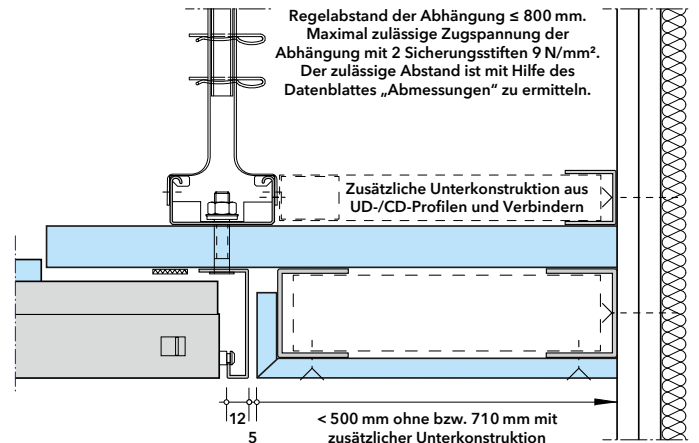 Regelabstand der Abhängung ≤ 800 mm.
Maximal zulässige Zugspannung der
Abhängung mit 2 Sicherungsstiften 9 N/mm².
Der zulässige Abstand ist mit Hilfe des
Datenblattes „Abmessungen“ zu ermitteln.
Zusätzliche Unterkonstruktion aus
UD-/CD-Profilen und Verbindern
12
5
< 500 mm ohne bzw. 710 mm mit
zusätzlicher Unterkonstruktion